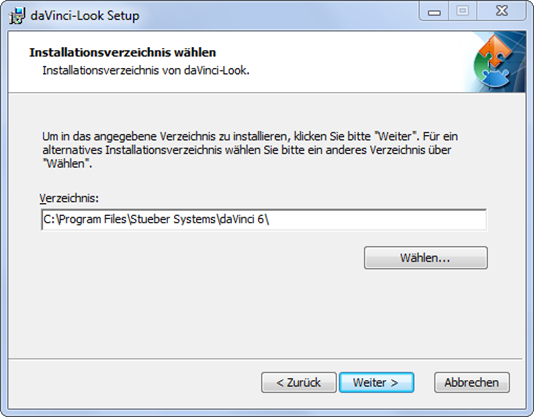 daVinci-Look Setup
Installationsverzeichnis wählen
Installationsverzeichnis von daVinci-Look.
Um in das angegebene Verzeichnis zu installieren, klicken Sie bitte "Weiter". Für ein
alternatives Installationsverzeichnis wählen Sie bitte ein anderes Verzeichnis über
"Wählen".
Verzeichnis:
C:\Program Files\Stueber Systems\daVinci 6\
Wählen...
< Zurück
Weiter >
Abbrechen